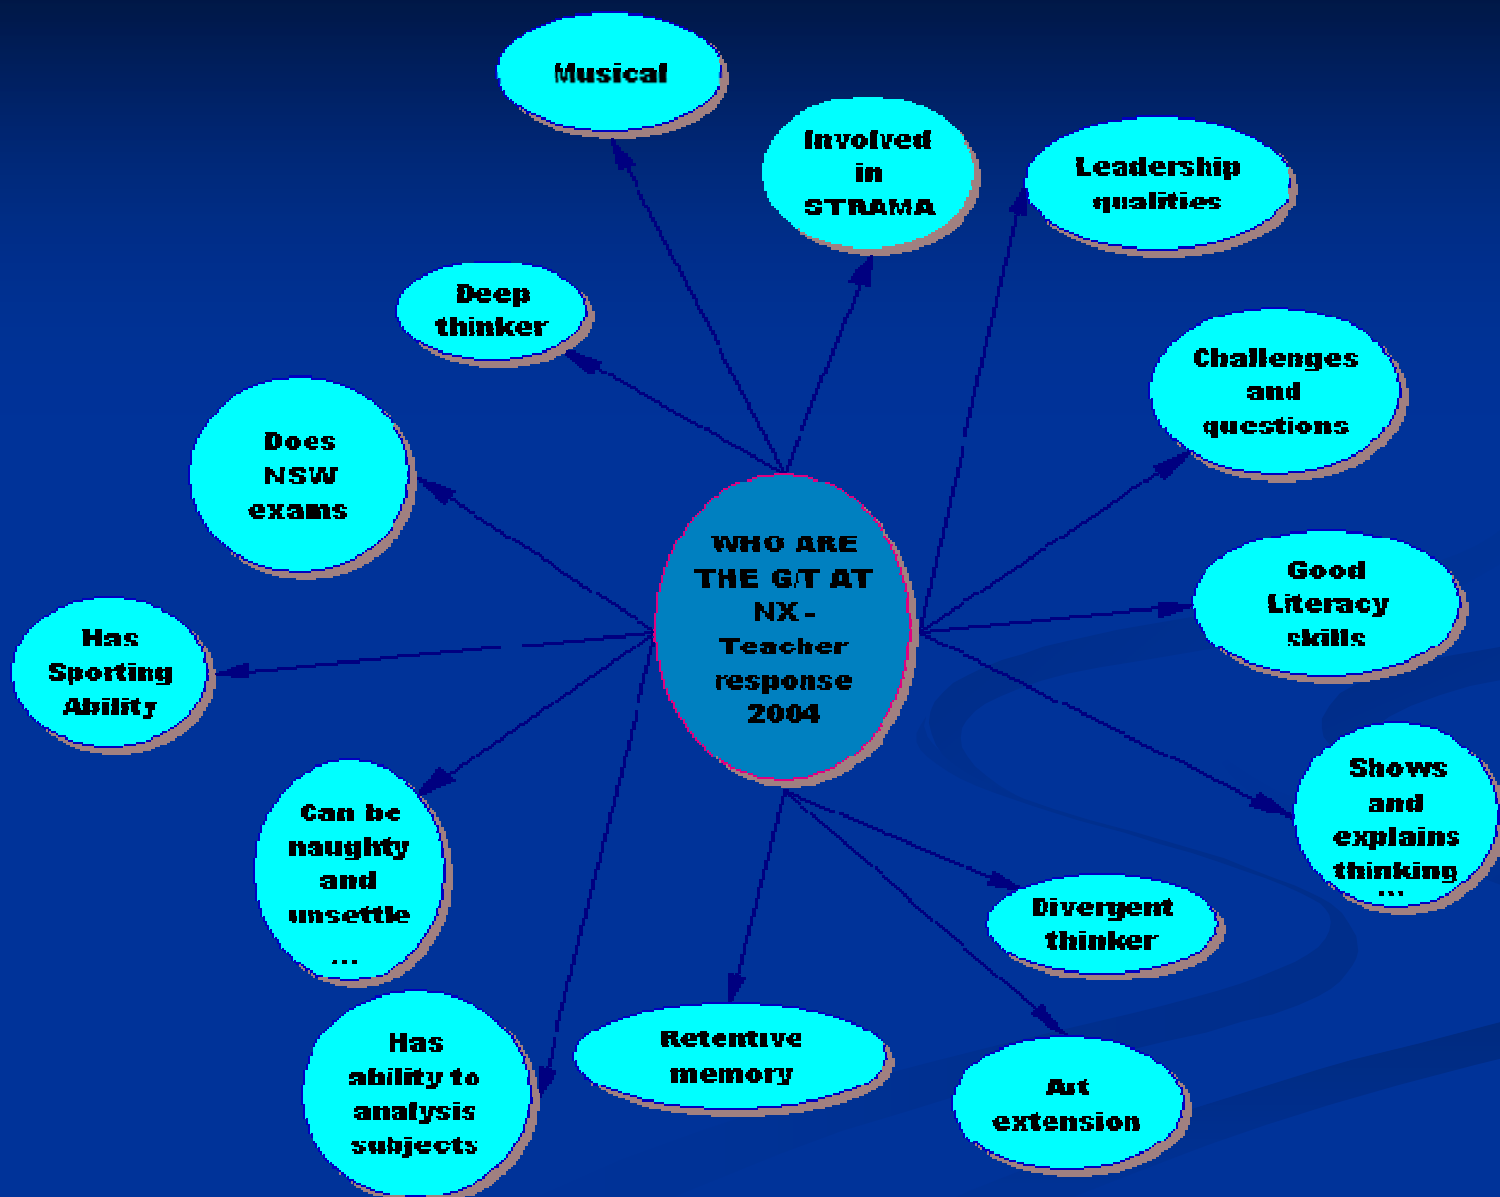 Musical
Involved
in
STRAMA
Leadership
qualities
Deep
thinker
Challenges
and
questions
Does
NSW
exams
WHO ARE
THE G/T AT
NX -
Teacher
response
2004
Good
Literacy
skills
Has
Sporting
Ability
Shows
and
explains
thinking
...
Can be
naughty
and
unsettle
...
Divergent
thinker
Has
ability to
analysis
subjects
Retentive
memory
Art
extension